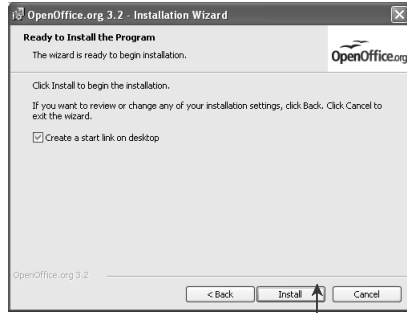 OpenOffice.org 3.2 - Installation Wizard
Ready to Install the Program
The wizard is ready to begin installation.
OpenOffice.org
Click Install to begin the installation.
If you want to review or change any of your installation settings, click Back. Click Cancel to
exit the wizard.
Create a start link on desktop
OpenOffice.org 3.2
< Back Install Cancel